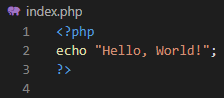 index.php
1 <?php
2 echo "Hello, World!";
3 ?>
4